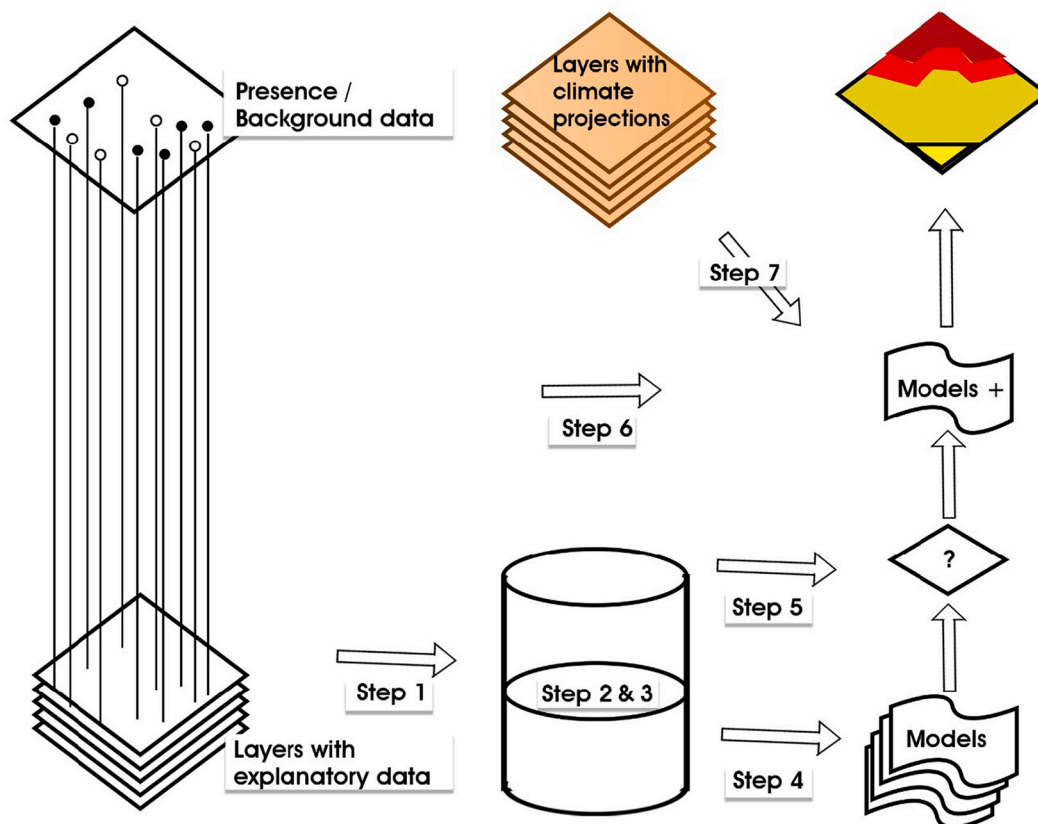 Presence /
Background data
Layers with
climate
projections
Step 7
Models +
Step 6
?
Step 5
Step 1
Step 2 & 3
Models
Layers with
explanatory data
Step 4